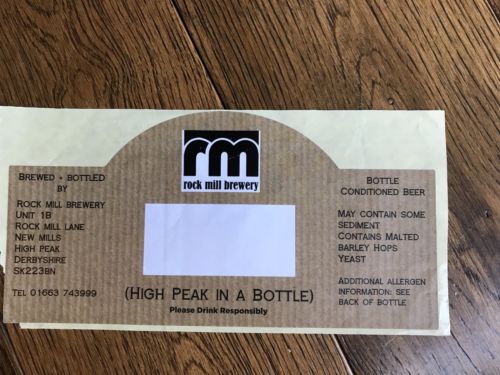 BREWED + BOTTLED
BY
ROCK MILL BREWERY
UNIT 1B
ROCK MILL LANE
NEW MILLS
HIGH PEAK
DERBYSHIRE
SK223BN
TEL 01663 743999
rm
rock mill brewery
(HIGH PEAK IN A BOTTLE)
Please Drink Responsibly
BOTTLE
CONDITIONED BEER
MAY CONTAIN SOME
SEDIMENT
CONTAINS MALTED
BARLEY HOPS
YEAST
ADDITIONAL ALLERGEN
INFORMATION: SEE
BACK OF BOTTLE